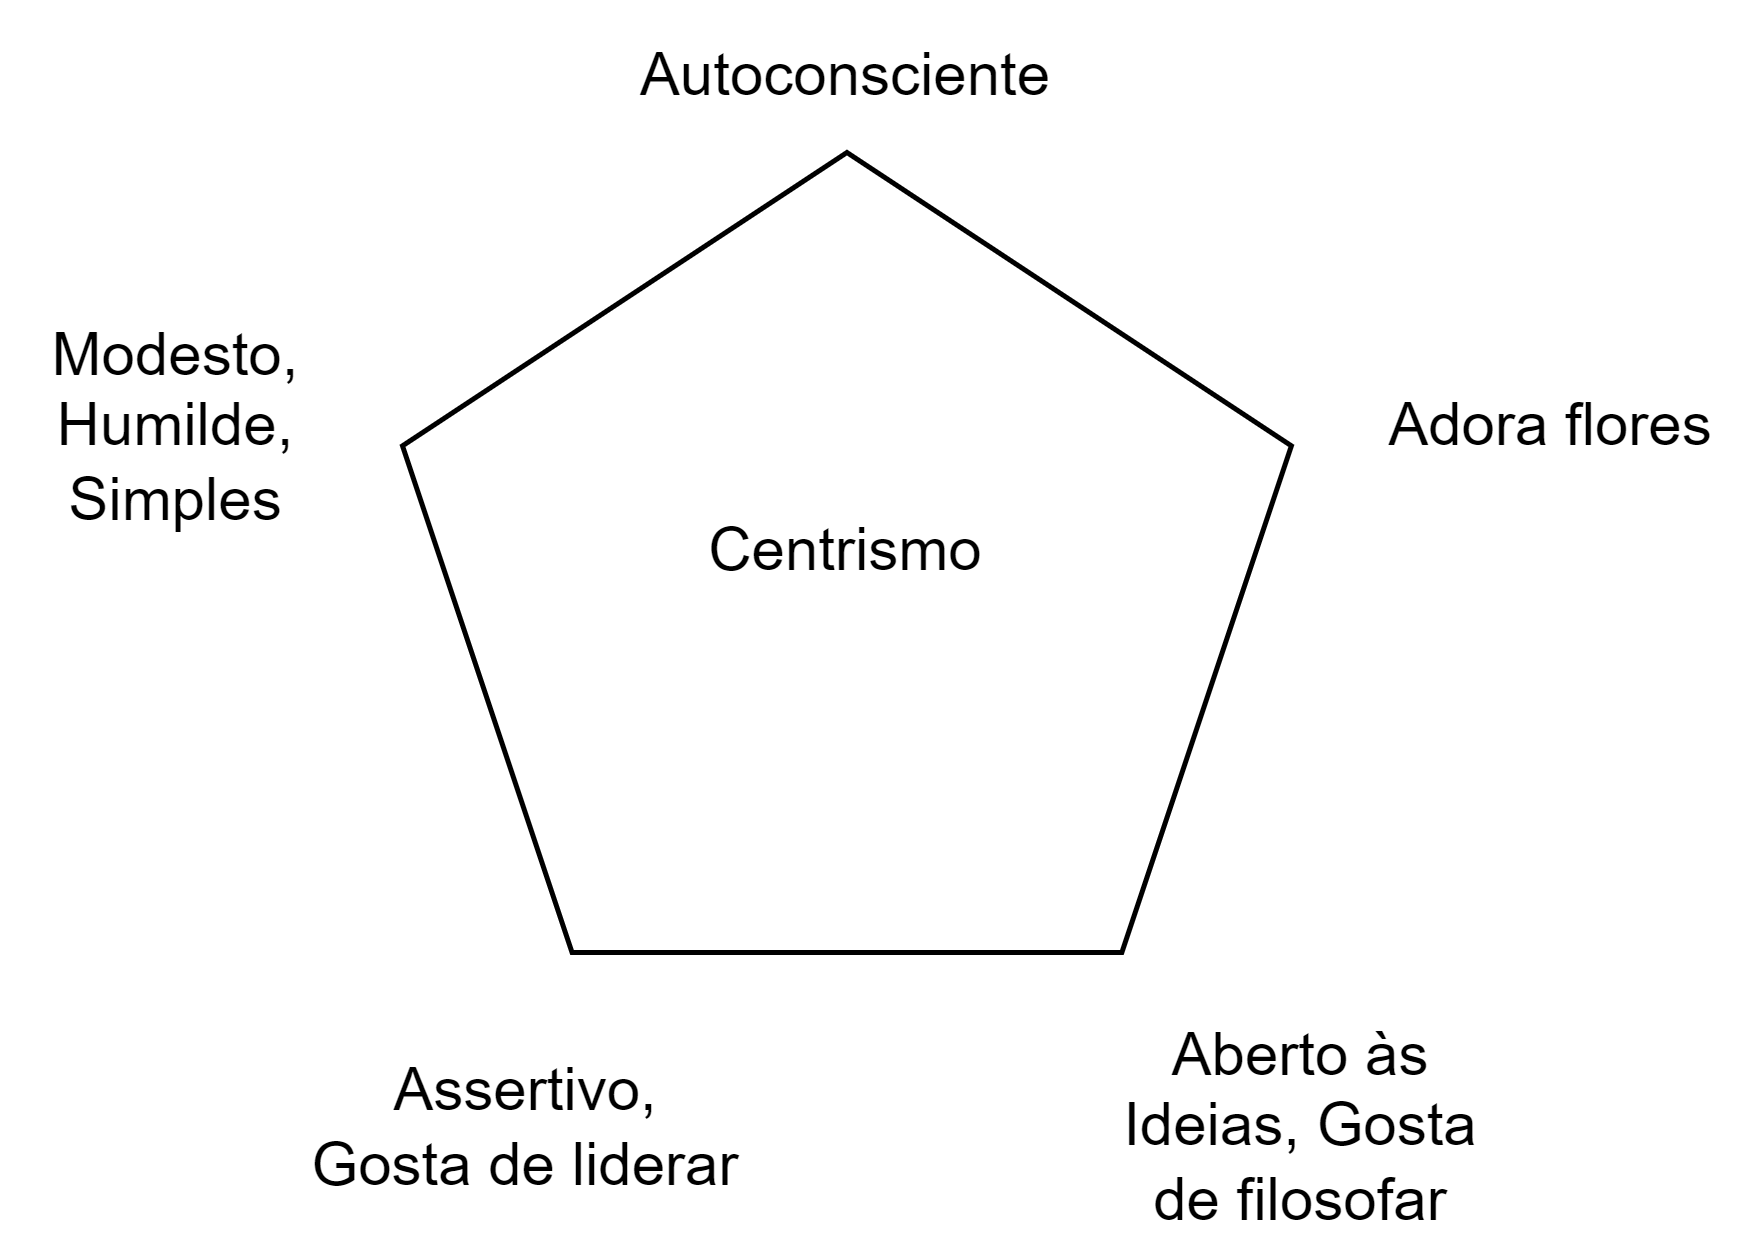 Autoconsciente
Modesto,
Humilde,
Simples
Adora flores
Centrismo
Assertivo,
Gosta de liderar
Aberto às
Ideias, Gosta
de filosofar